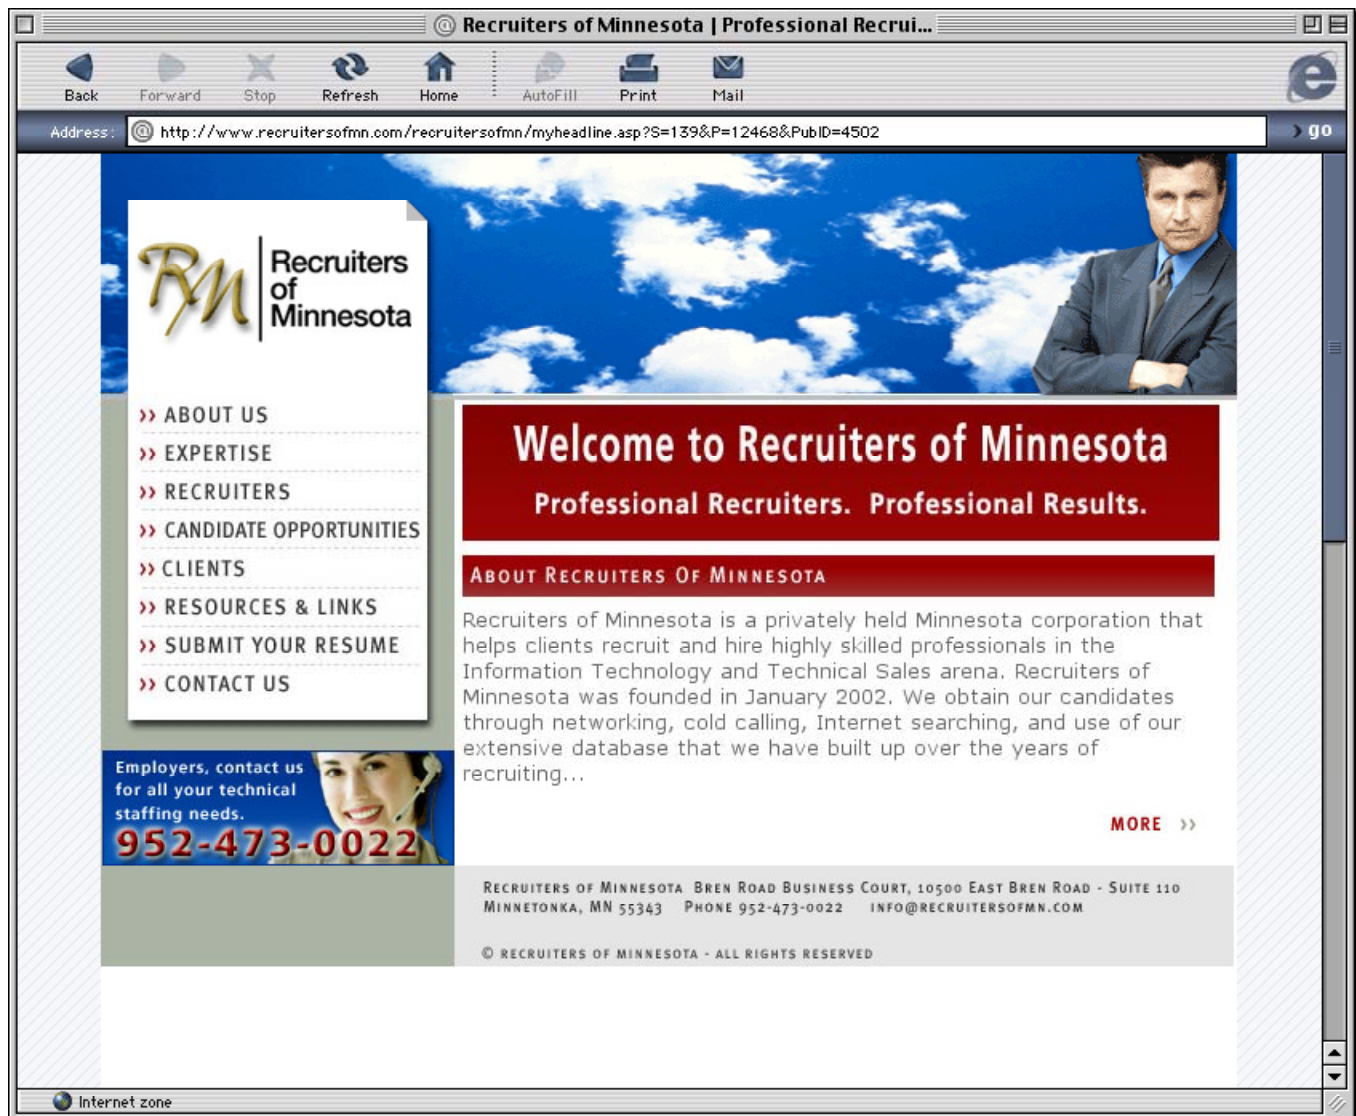 Recruiters of Minnesota | Professional Recrui...
Back
Forward
Stop
Refresh
Home
AutoFill
Print
Mail
Address:
http://www.recruitersofmn.com/recruitersofmn/myheadline.asp?S=139&P=12468&PubID=4502
› go
RM
Recruiters
of
Minnesota
›› ABOUT US
›› EXPERTISE
›› RECRUITERS
›› CANDIDATE OPPORTUNITIES
›› CLIENTS
›› RESOURCES & LINKS
›› SUBMIT YOUR RESUME
›› CONTACT US
Employers, contact us
for all your technical
staffing needs.
952-473-0022
Welcome to Recruiters of Minnesota
Professional Recruiters. Professional Results.
ABOUT RECRUITERS OF MINNESOTA
Recruiters of Minnesota is a privately held Minnesota corporation that
helps clients recruit and hire highly skilled professionals in the
Information Technology and Technical Sales arena. Recruiters of
Minnesota was founded in January 2002. We obtain our candidates
through networking, cold calling, Internet searching, and use of our
extensive database that we have built up over the years of
recruiting...
MORE ››
RECRUITERS OF MINNESOTA BREN ROAD BUSINESS COURT, 10500 EAST BREN ROAD - SUITE 110
MINNETONKA, MN 55343 PHONE 952-473-0022 INFO@RECRUITERSOFMN.COM
© RECRUITERS OF MINNESOTA - ALL RIGHTS RESERVED
Internet zone